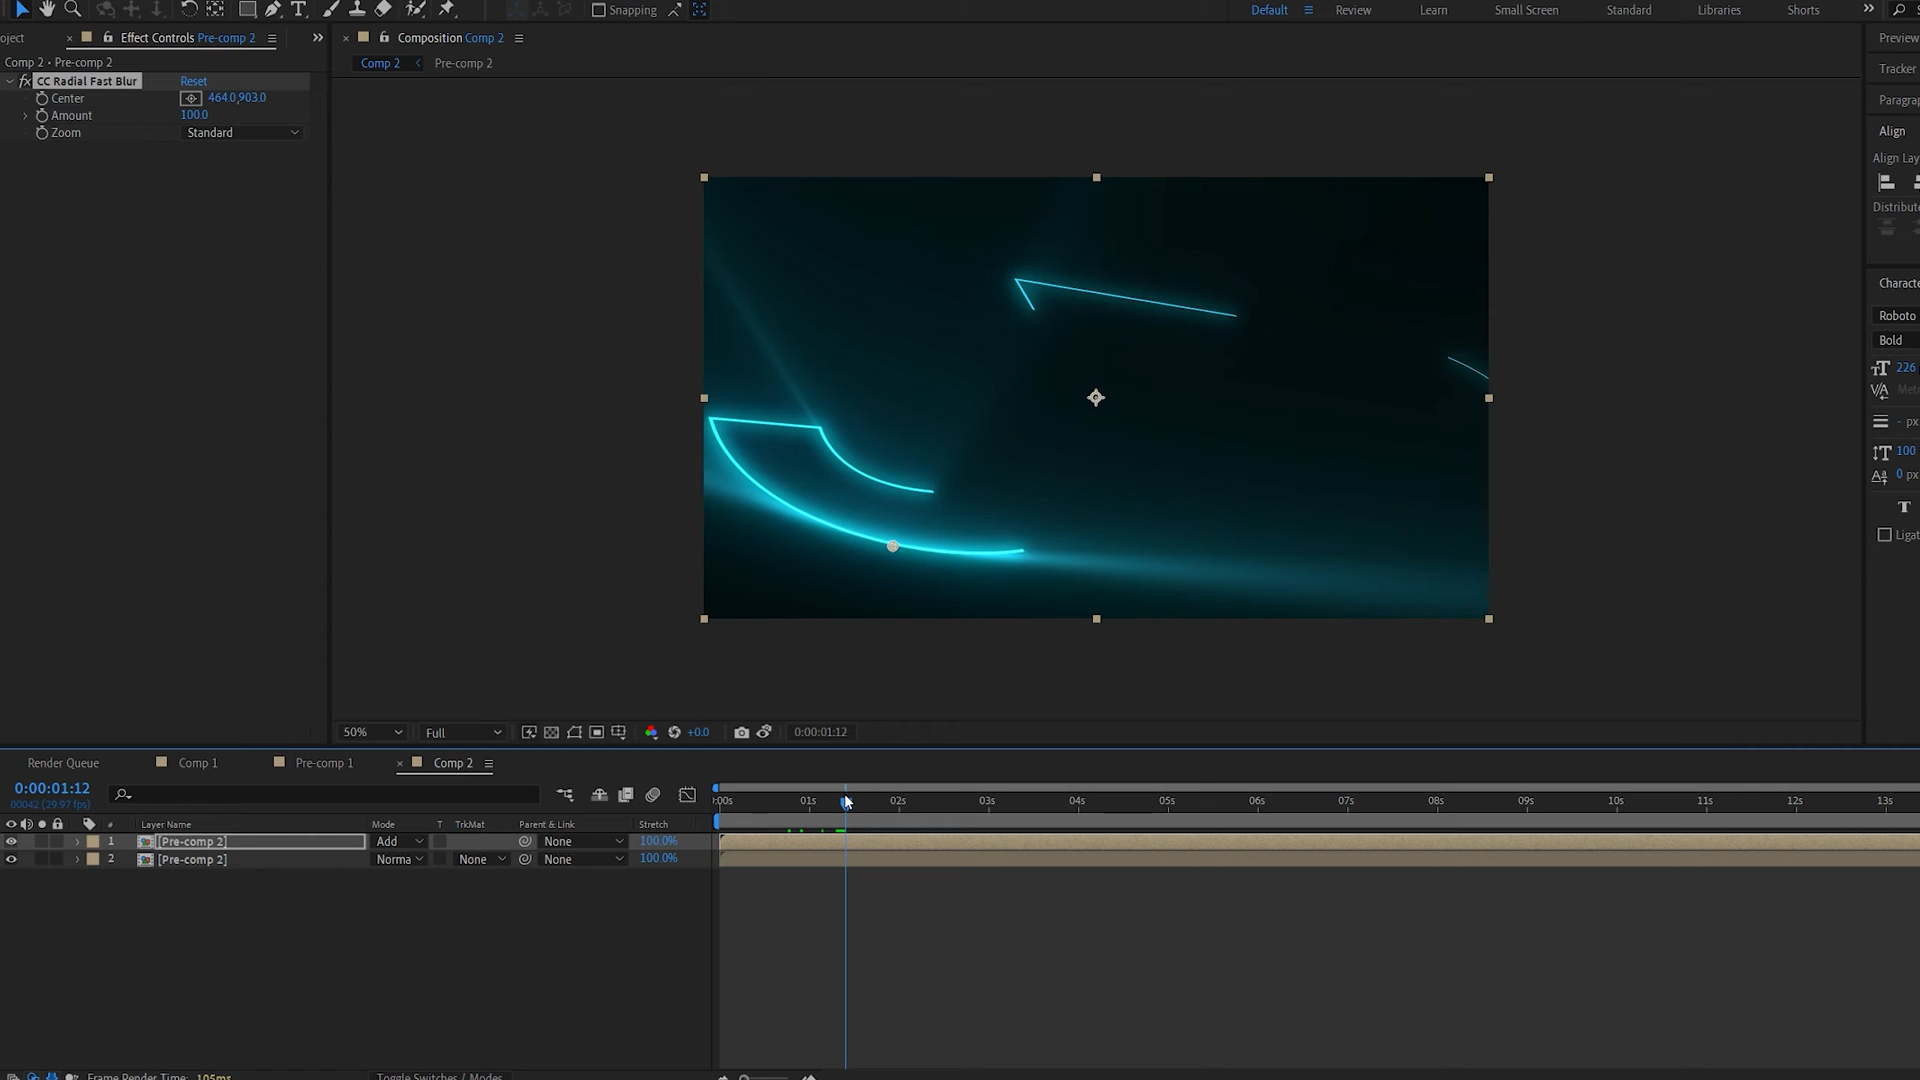 Snapping
Default
Review
Learn
Small Screen
Standard
Libraries
Shorts
oject
Effect Controls Pre-comp 2
Composition Comp 2
Preview
Comp 2 • Pre-comp 2
Comp 2
Pre-comp 2
Tracker
fx CC Radial Fast Blur
Reset
Center
464.0,903.0
Amount
100.0
Zoom
Standard
Paragrap
Align
Align Lay
Distribut
Characte
Roboto
Bold
226
Metr
- px
100
0 px
T
Ligat
50%
Full
+0.0
0:00:01:12
Render Queue
Comp 1
Pre-comp 1
Comp 2
0:00:01:12
00042 (29.97 fps)
:00s
01s
02s
03s
04s
05s
06s
07s
08s
09s
10s
11s
12s
13s
#
Layer Name
Mode
T
TrkMat
Parent & Link
Stretch
1
[Pre-comp 2]
Add
None
100.0%
2
[Pre-comp 2]
Norma
None
None
100.0%
Frame Render Time: 105ms
Toggle Switches / Modes